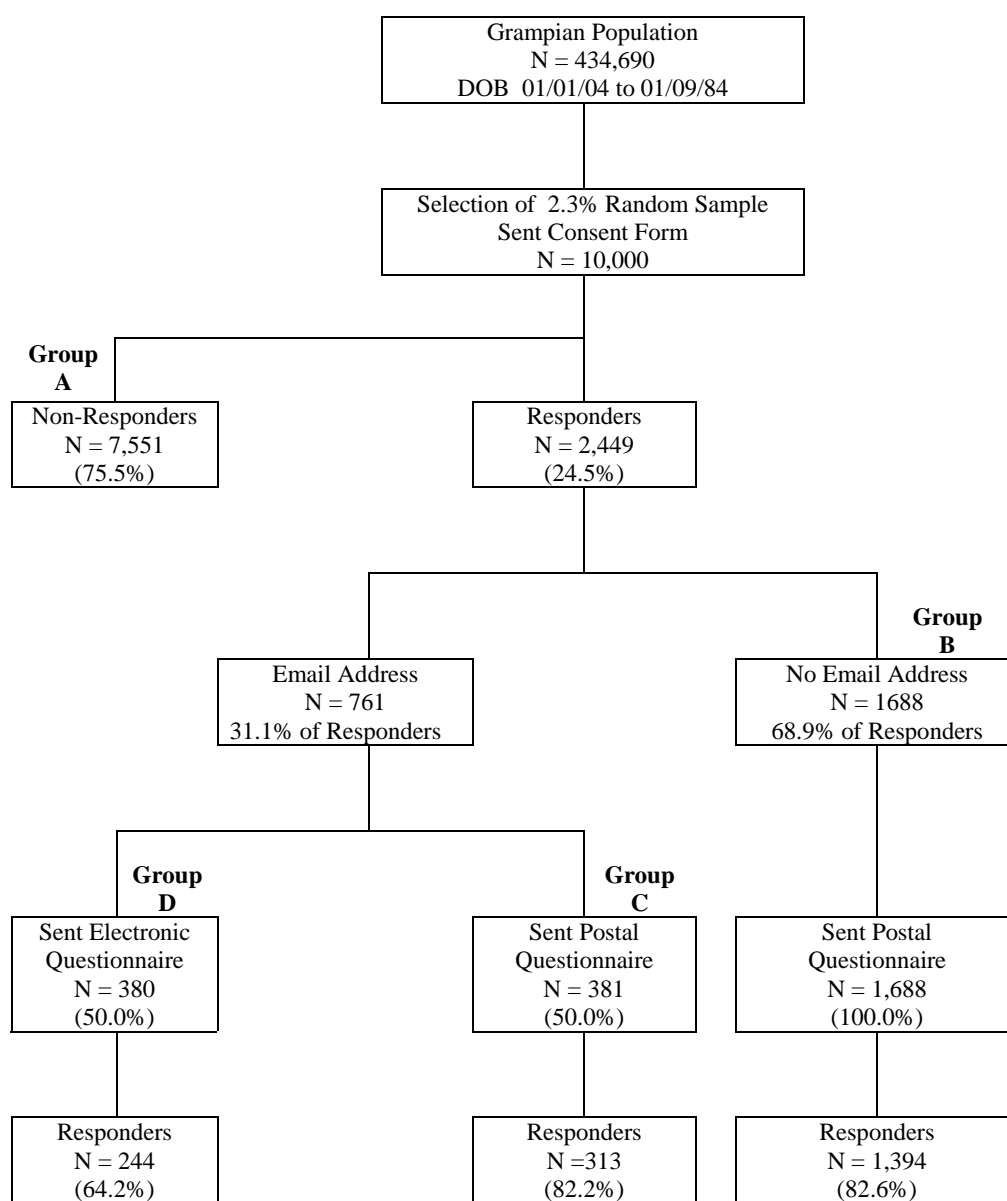 Grampian Population
N = 434,690
DOB 01/01/04 to 01/09/84
Selection of 2.3% Random Sample
Sent Consent Form
N = 10,000
Group
A
Non-Responders
N = 7,551
(75.5%)
Responders
N = 2,449
(24.5%)
Group
B
Email Address
N = 761
31.1% of Responders
No Email Address
N = 1688
68.9% of Responders
Group
D
Group
C
Sent Electronic
Questionnaire
N = 380
(50.0%)
Sent Postal
Questionnaire
N = 381
(50.0%)
Sent Postal
Questionnaire
N = 1,688
(100.0%)
Responders
N = 244
(64.2%)
Responders
N =313
(82.2%)
Responders
N = 1,394
(82.6%)